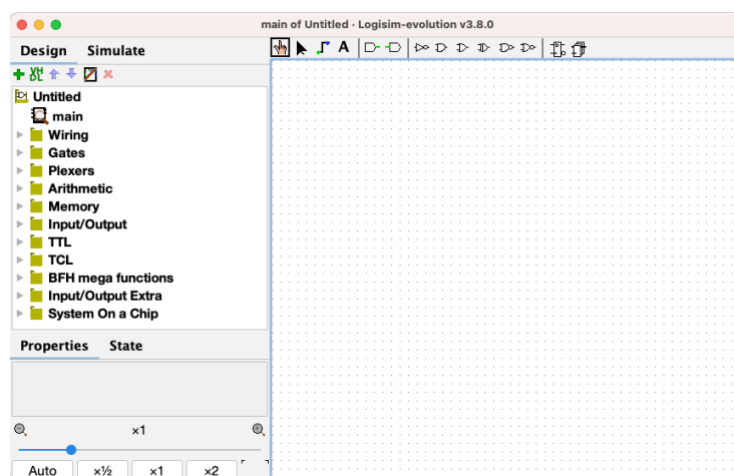 main of Untitled · Logisim-evolution v3.8.0
Design Simulate
A
VH
DL
Untitled
main
Wiring
Gates
Plexers
Arithmetic
Memory
Input/Output
TTL
TCL
BFH mega functions
Input/Output Extra
System On a Chip
Properties State
×1
Auto ×½ ×1 ×2